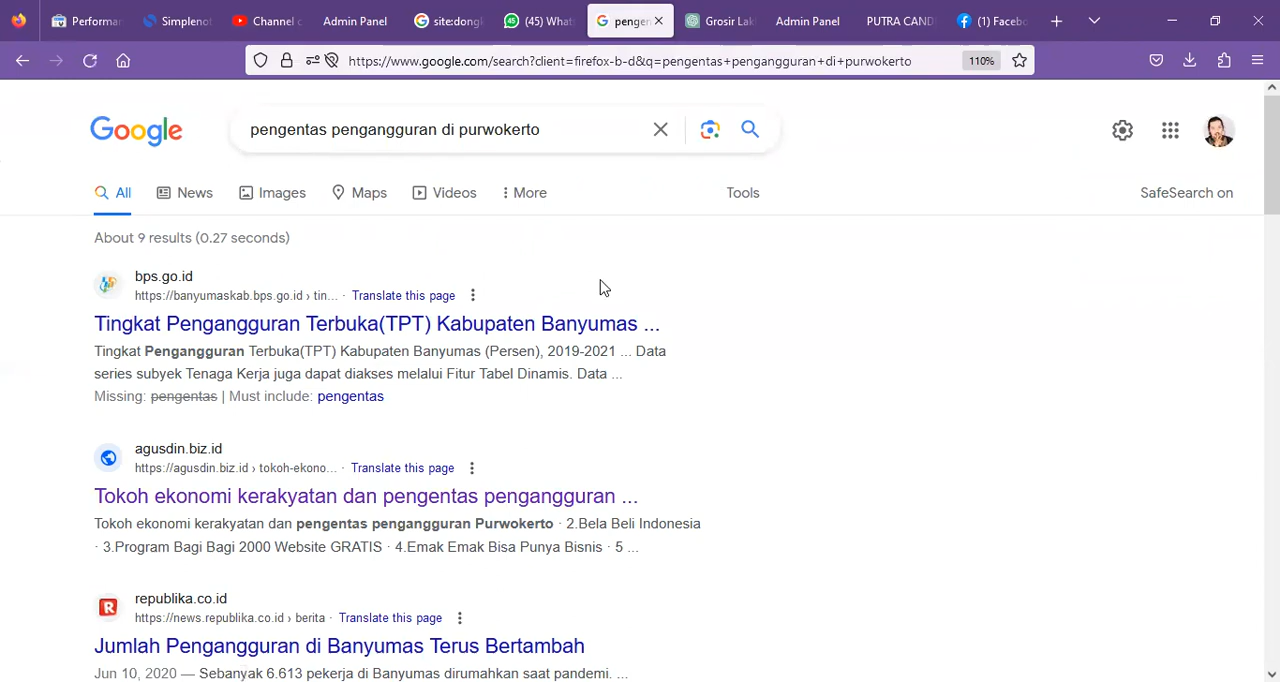 Performar
Simplenot
Channel c
Admin Panel
site:dongk
(45) What
pengen
Grosir Lak
Admin Panel
PUTRA CAND
(1) Facebo
https://www.google.com/search?client=firefox-b-d&q=pengentas+pengangguran+di+purwokerto
110%
Google
pengentas pengangguran di purwokerto
All
News
Images
Maps
Videos
More
Tools
SafeSearch on
About 9 results (0.27 seconds)
bps.go.id
https://banyumaskab.bps.go.id › tin... · Translate this page
Tingkat Pengangguran Terbuka(TPT) Kabupaten Banyumas ...
Tingkat Pengangguran Terbuka(TPT) Kabupaten Banyumas (Persen), 2019-2021 ... Data
series subyek Tenaga Kerja juga dapat diakses melalui Fitur Tabel Dinamis. Data ...
Missing: pengentas | Must include: pengentas
agusdin.biz.id
https://agusdin.biz.id › tokoh-ekono... · Translate this page
Tokoh ekonomi kerakyatan dan pengentas pengangguran ...
Tokoh ekonomi kerakyatan dan pengentas pengangguran Purwokerto · 2.Bela Beli Indonesia
· 3.Program Bagi Bagi 2000 Website GRATIS · 4.Emak Emak Bisa Punya Bisnis · 5 ...
republika.co.id
https://news.republika.co.id › berita · Translate this page
Jumlah Pengangguran di Banyumas Terus Bertambah
Jun 10, 2020 — Sebanyak 6.613 pekerja di Banyumas dirumahkan saat pandemi. ...